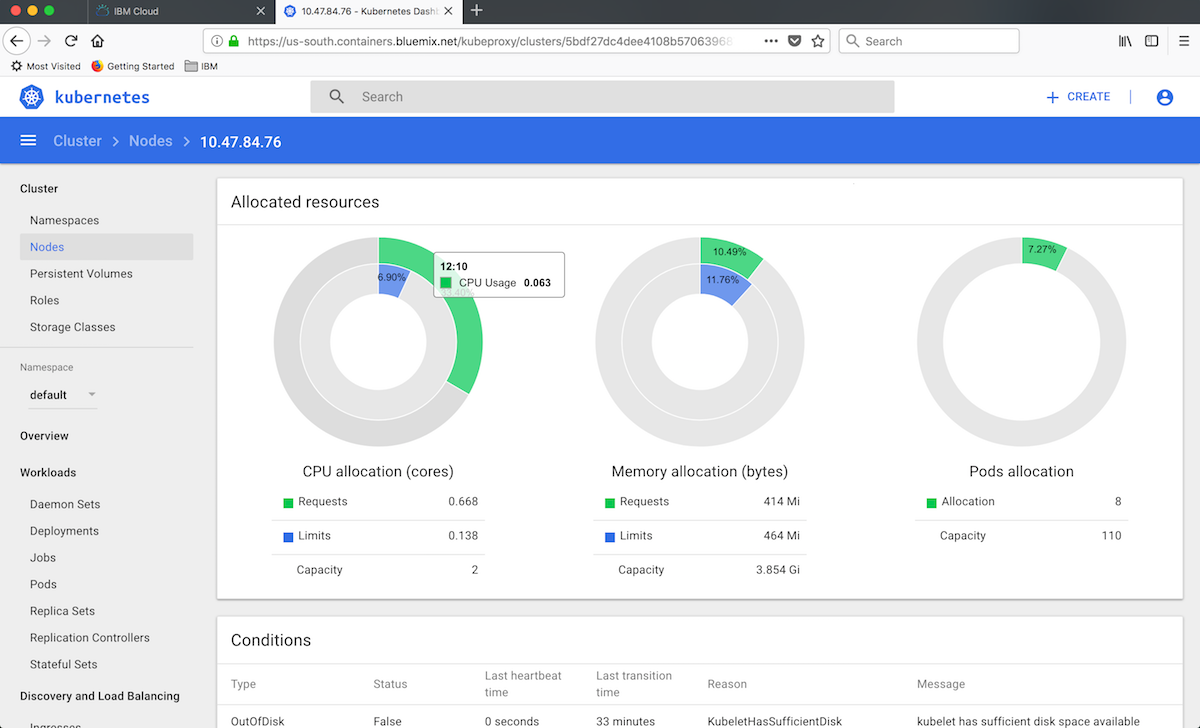 IBM Cloud
10.47.84.76 - Kubernetes Dash
https://us-south.containers.bluemix.net/kubeproxy/clusters/5bdf27dc4dee4108b5706396
Search
Most Visited
Getting Started
IBM
kubernetes
Search
CREATE
Cluster > Nodes > 10.47.84.76
Cluster
Namespaces
Nodes
Persistent Volumes
Roles
Storage Classes
Namespace
default
Overview
Workloads
Daemon Sets
Deployments
Jobs
Pods
Replica Sets
Replication Controllers
Stateful Sets
Discovery and Load Balancing
Ingresses
Allocated resources
6.90%
33.40%
12:10
CPU Usage 0.063
CPU allocation (cores)
Requests 0.668
Limits 0.138
Capacity 2
10.49%
11.76%
Memory allocation (bytes)
Requests 414 Mi
Limits 464 Mi
Capacity 3.854 Gi
7.27%
Pods allocation
Allocation 8
Capacity 110
Conditions
Type Status Last heartbeat time Last transition time Reason Message
OutOfDisk False 0 seconds 33 minutes KubeletHasSufficientDisk kubelet has sufficient disk space available